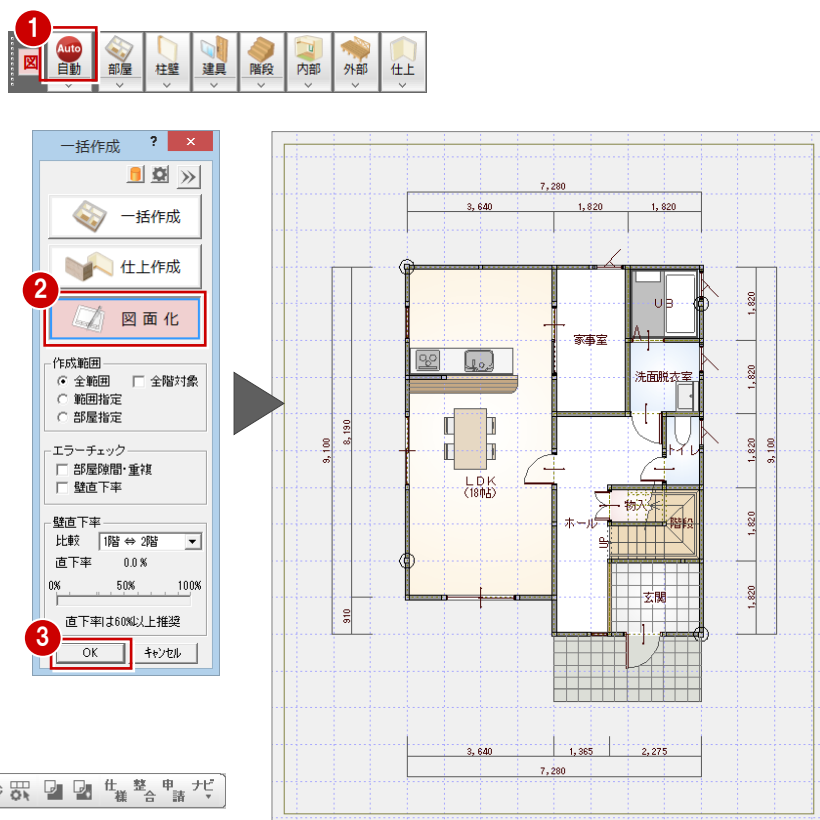 1
図
Auto
自動
部屋
柱壁
建具
階段
内部
外部
仕上
一括作成 ? ×
一括作成
仕上作成
2
図面化
作成範囲
全範囲 全階対象
範囲指定
部屋指定
エラーチェック
部屋隙間・重複
壁直下率
壁直下率
比較 1階 ⇔ 2階
直下率 0.0 %
0% 50% 100%
直下率は60%以上推奨
3
OK キャンセル
仕様 整合 申請 ナビ
7,280
3,640 1,820 1,820
UB
1,820
家事室
洗面脱衣室
1,820
8,190
9,100
トイレ
1,820
9,100
LDK
(18帖)
物入
ホール
階段
1,820
UP
玄関
1,820
910
3,640 1,365 2,275
7,280